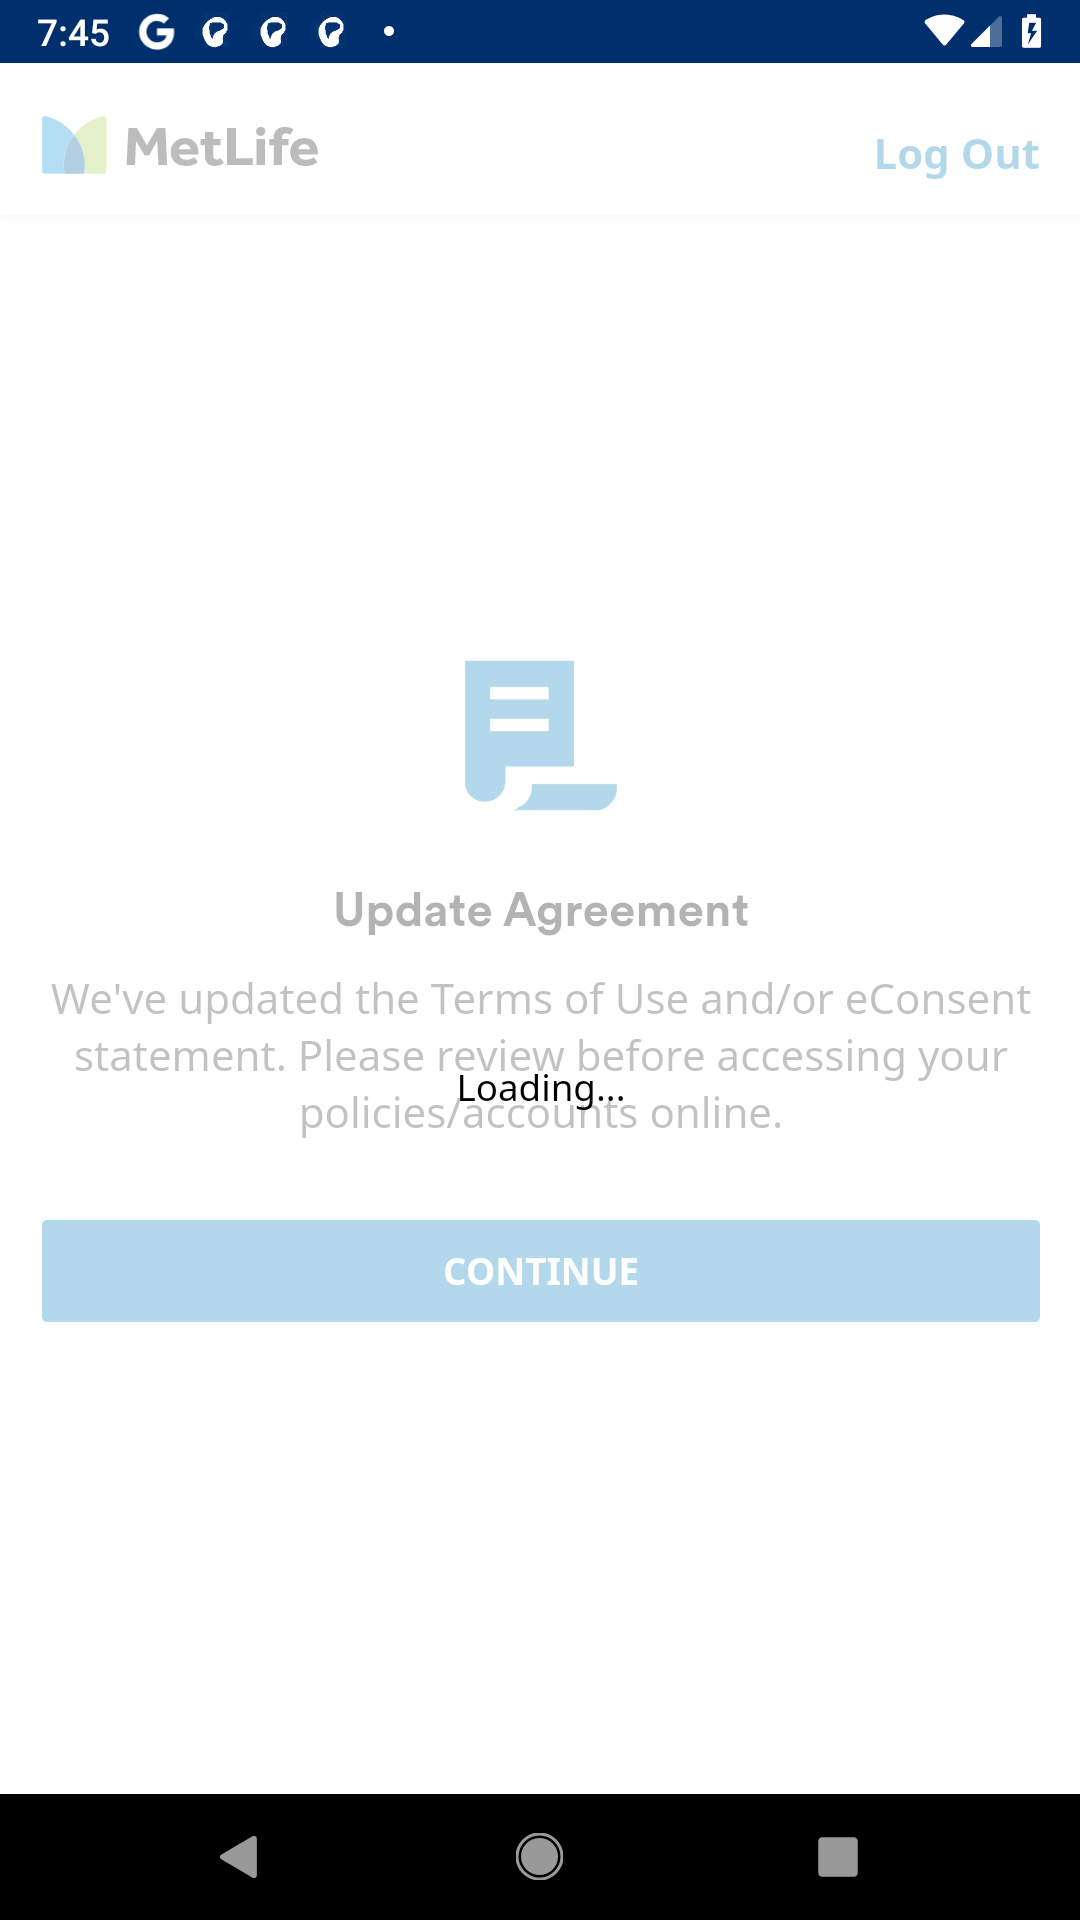 7:45
MetLife
Log Out
Update Agreement
We've updated the Terms of Use and/or eConsent
statement. Please review before accessing your
Loading...
policies/accounts online.
CONTINUE